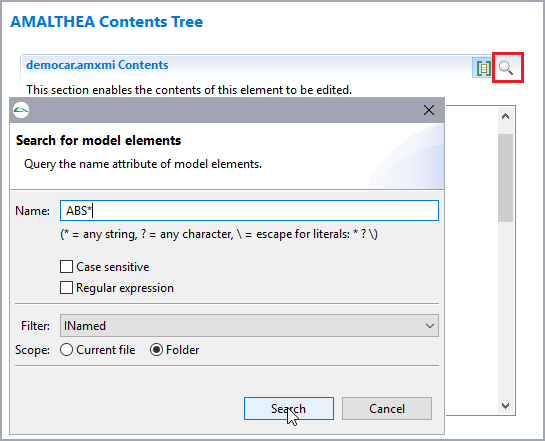 AMALTHEA Contents Tree
democar.amxmi Contents
This section enables the contents of this element to be edited.
Search for model elements
Query the name attribute of model elements.
Name: ABS*
(* = any string, ? = any character, \ = escape for literals: * ? \)
Case sensitive
Regular expression
Filter: INamed
Scope: Current file Folder
Search Cancel